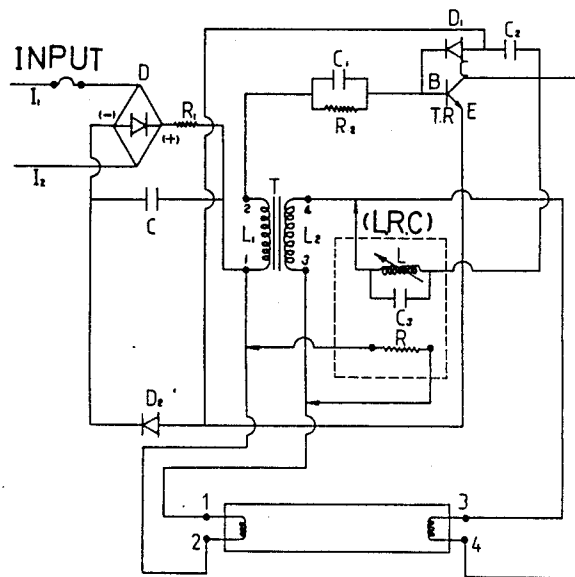 INPUT
I₁
I₂
D
(-)
(+)
R₁
C
C₁
R₂
D₁
C₂
B
C
T.R
E
T
2
4
L₁
L₂
1
3
(L.R.C)
L
C₃
R
D₂
1
2
3
4